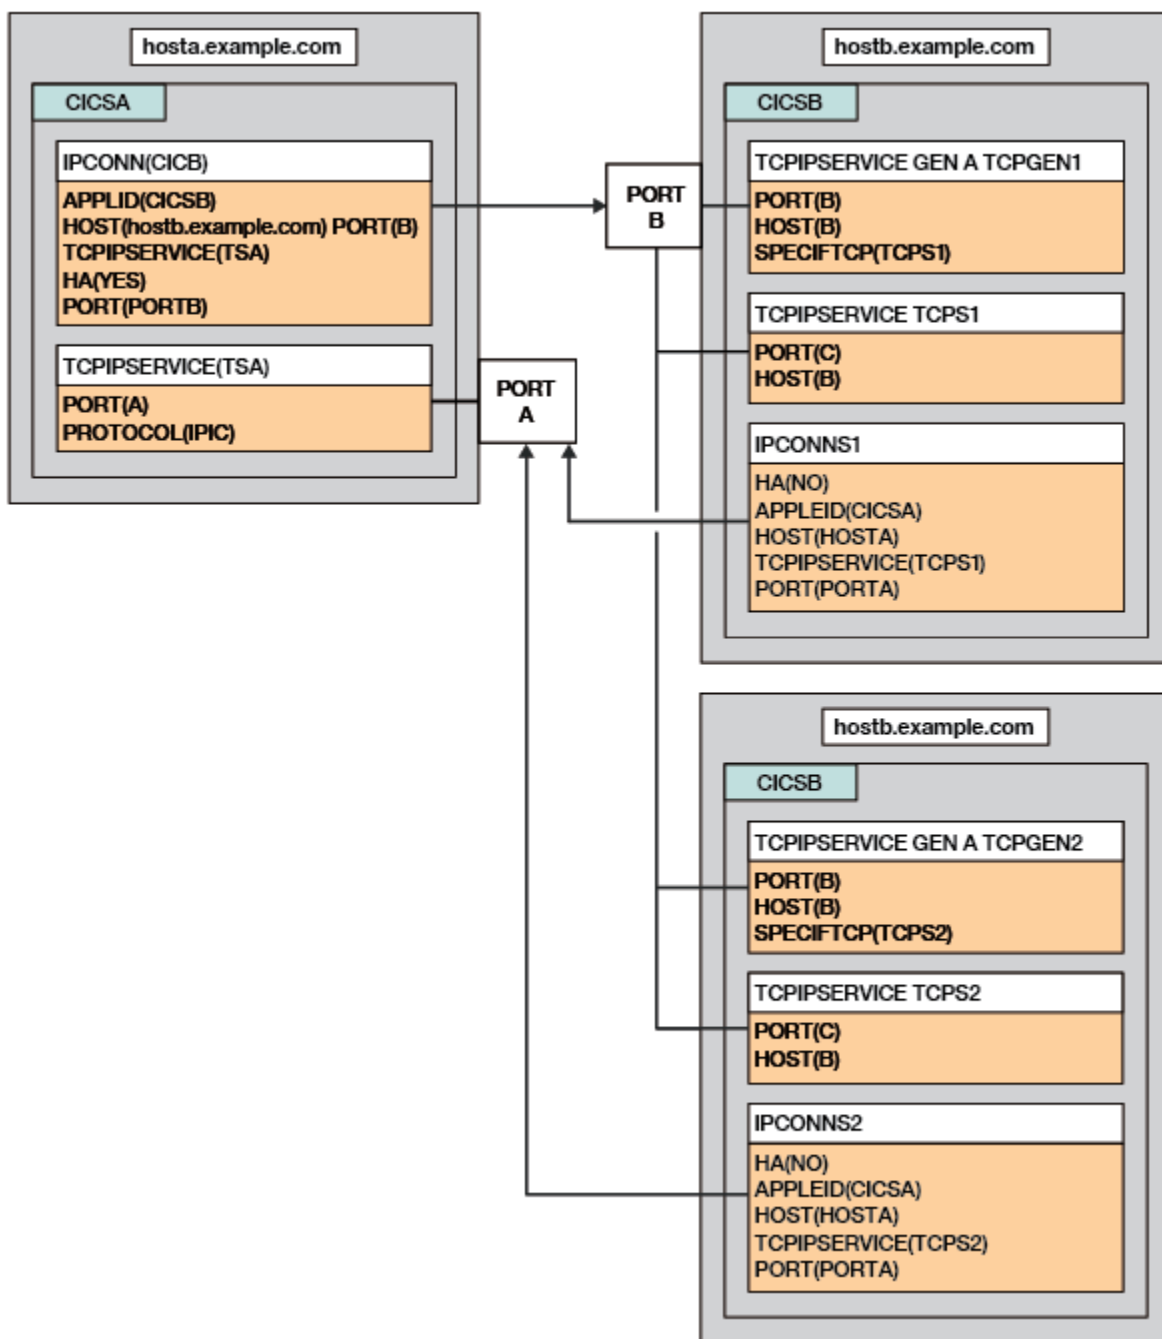 hosta.example.com
CICSA
IPCONN(CICB)
APPLID(CICSB)
HOST(hostb.example.com) PORT(B)
TCPIPSERVICE(TSA)
HA(YES)
PORT(PORTB)
TCPIPSERVICE(TSA)
PORT(A)
PROTOCOL(IPIC)
PORT
A
PORT
B
hostb.example.com
CICSB
TCPIPSERVICE GEN A TCPGEN1
PORT(B)
HOST(B)
SPECIFTCP(TCPS1)
TCPIPSERVICE TCPS1
PORT(C)
HOST(B)
IPCONNS1
HA(NO)
APPLEID(CICSA)
HOST(HOSTA)
TCPIPSERVICE(TCPS1)
PORT(PORTA)
hostb.example.com
CICSB
TCPIPSERVICE GEN A TCPGEN2
PORT(B)
HOST(B)
SPECIFTCP(TCPS2)
TCPIPSERVICE TCPS2
PORT(C)
HOST(B)
IPCONNS2
HA(NO)
APPLEID(CICSA)
HOST(HOSTA)
TCPIPSERVICE(TCPS2)
PORT(PORTA)